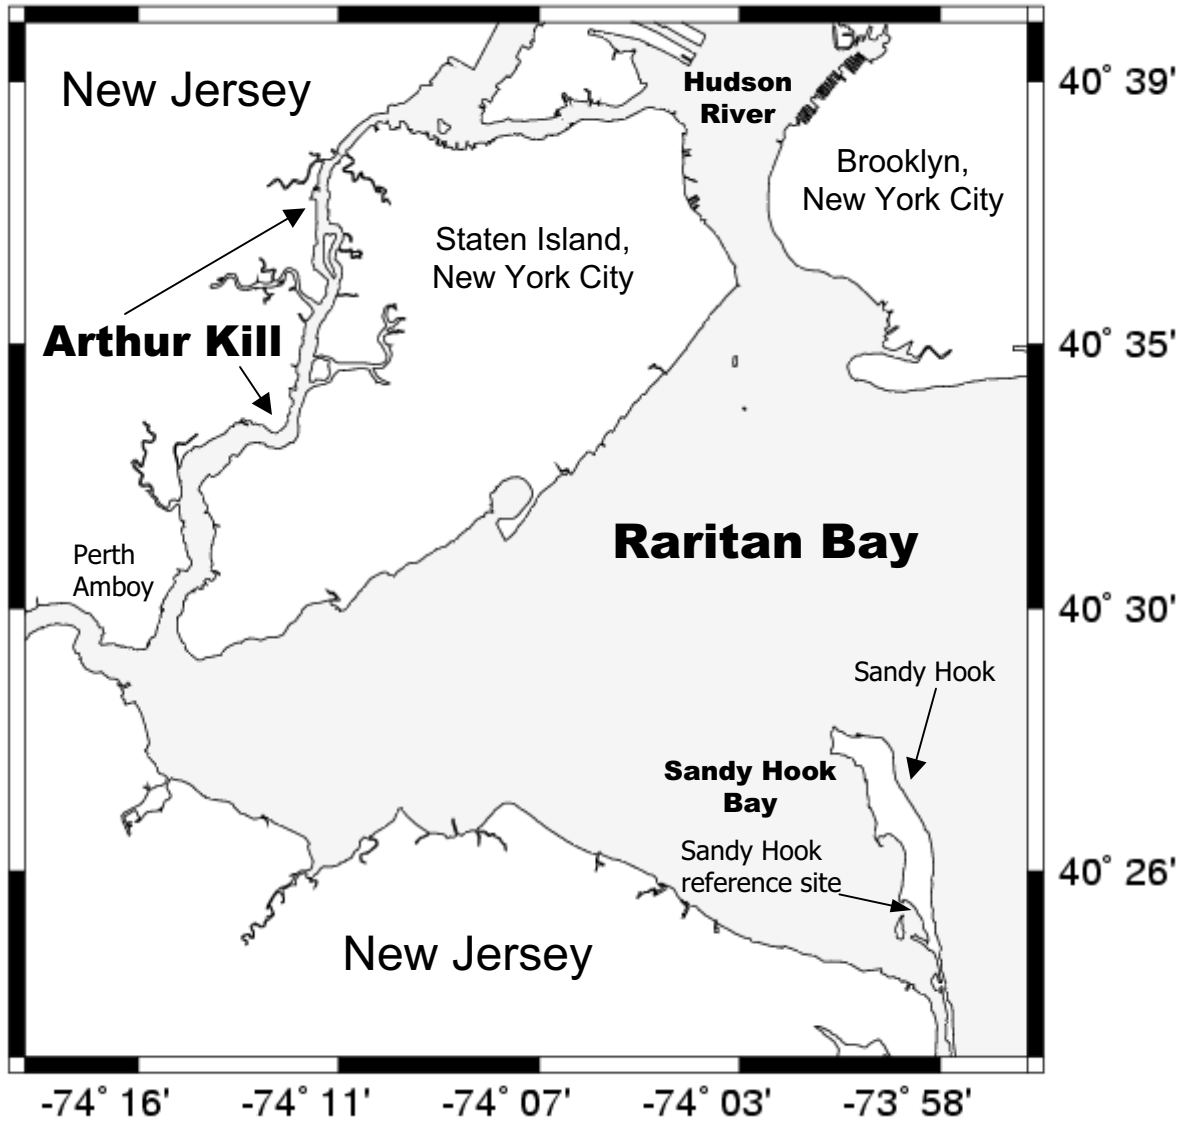 New Jersey
Hudson
River
40° 39'
Brooklyn,
New York City
Staten Island,
New York City
Arthur Kill
40° 35'
Raritan Bay
Perth
Amboy
40° 30'
Sandy Hook
Sandy Hook
Bay
Sandy Hook
reference site
40° 26'
New Jersey
-74° 16'
-74° 11'
-74° 07'
-74° 03'
-73° 58'